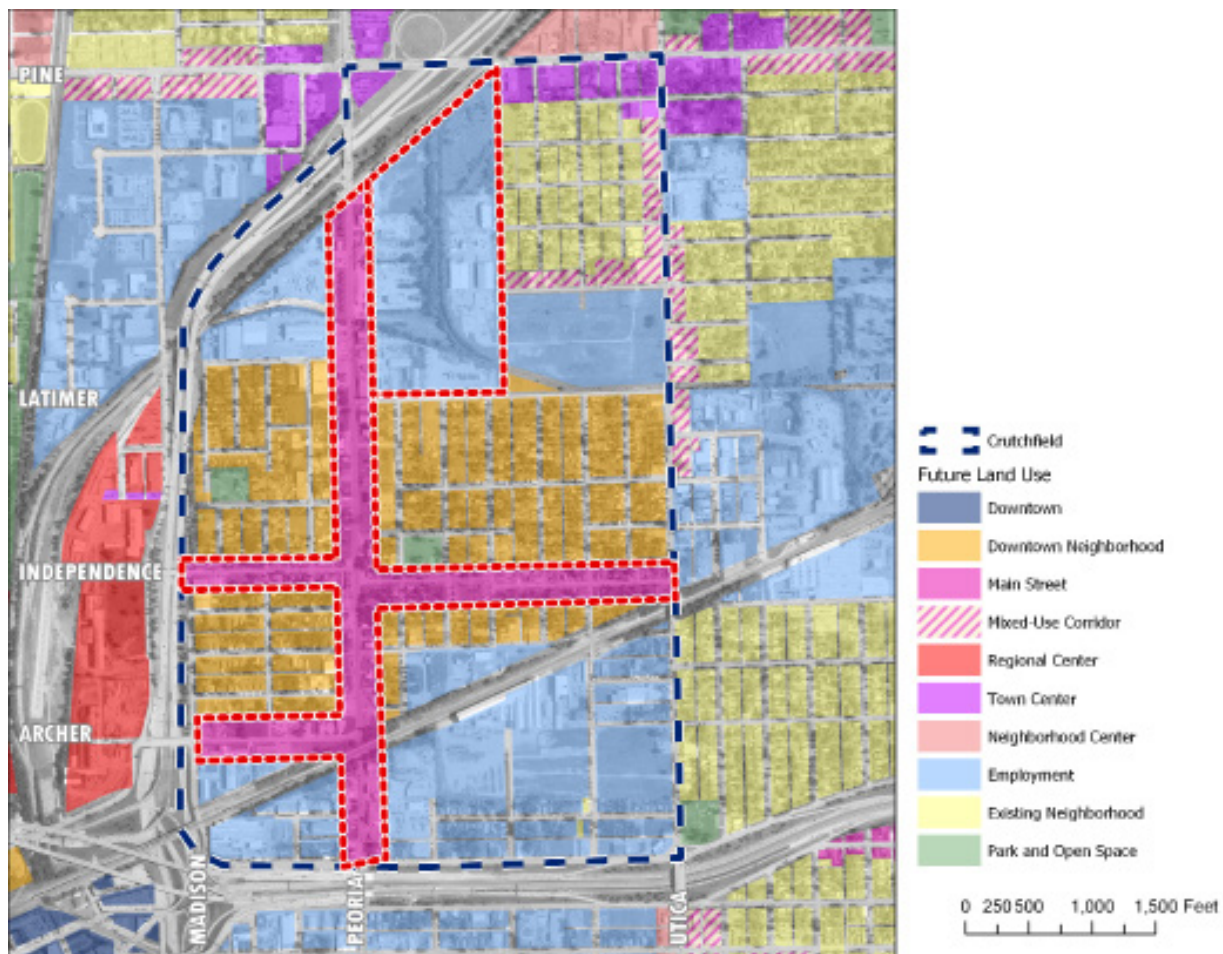 PINE
LATIMER
INDEPENDENCE
ARCHER
MADISON
PEORIA
UTICA
Crutchfield
Future Land Use
Downtown
Downtown Neighborhood
Main Street
Mixed-Use Corridor
Regional Center
Town Center
Neighborhood Center
Employment
Existing Neighborhood
Park and Open Space
0 250 500 1,000 1,500 Feet